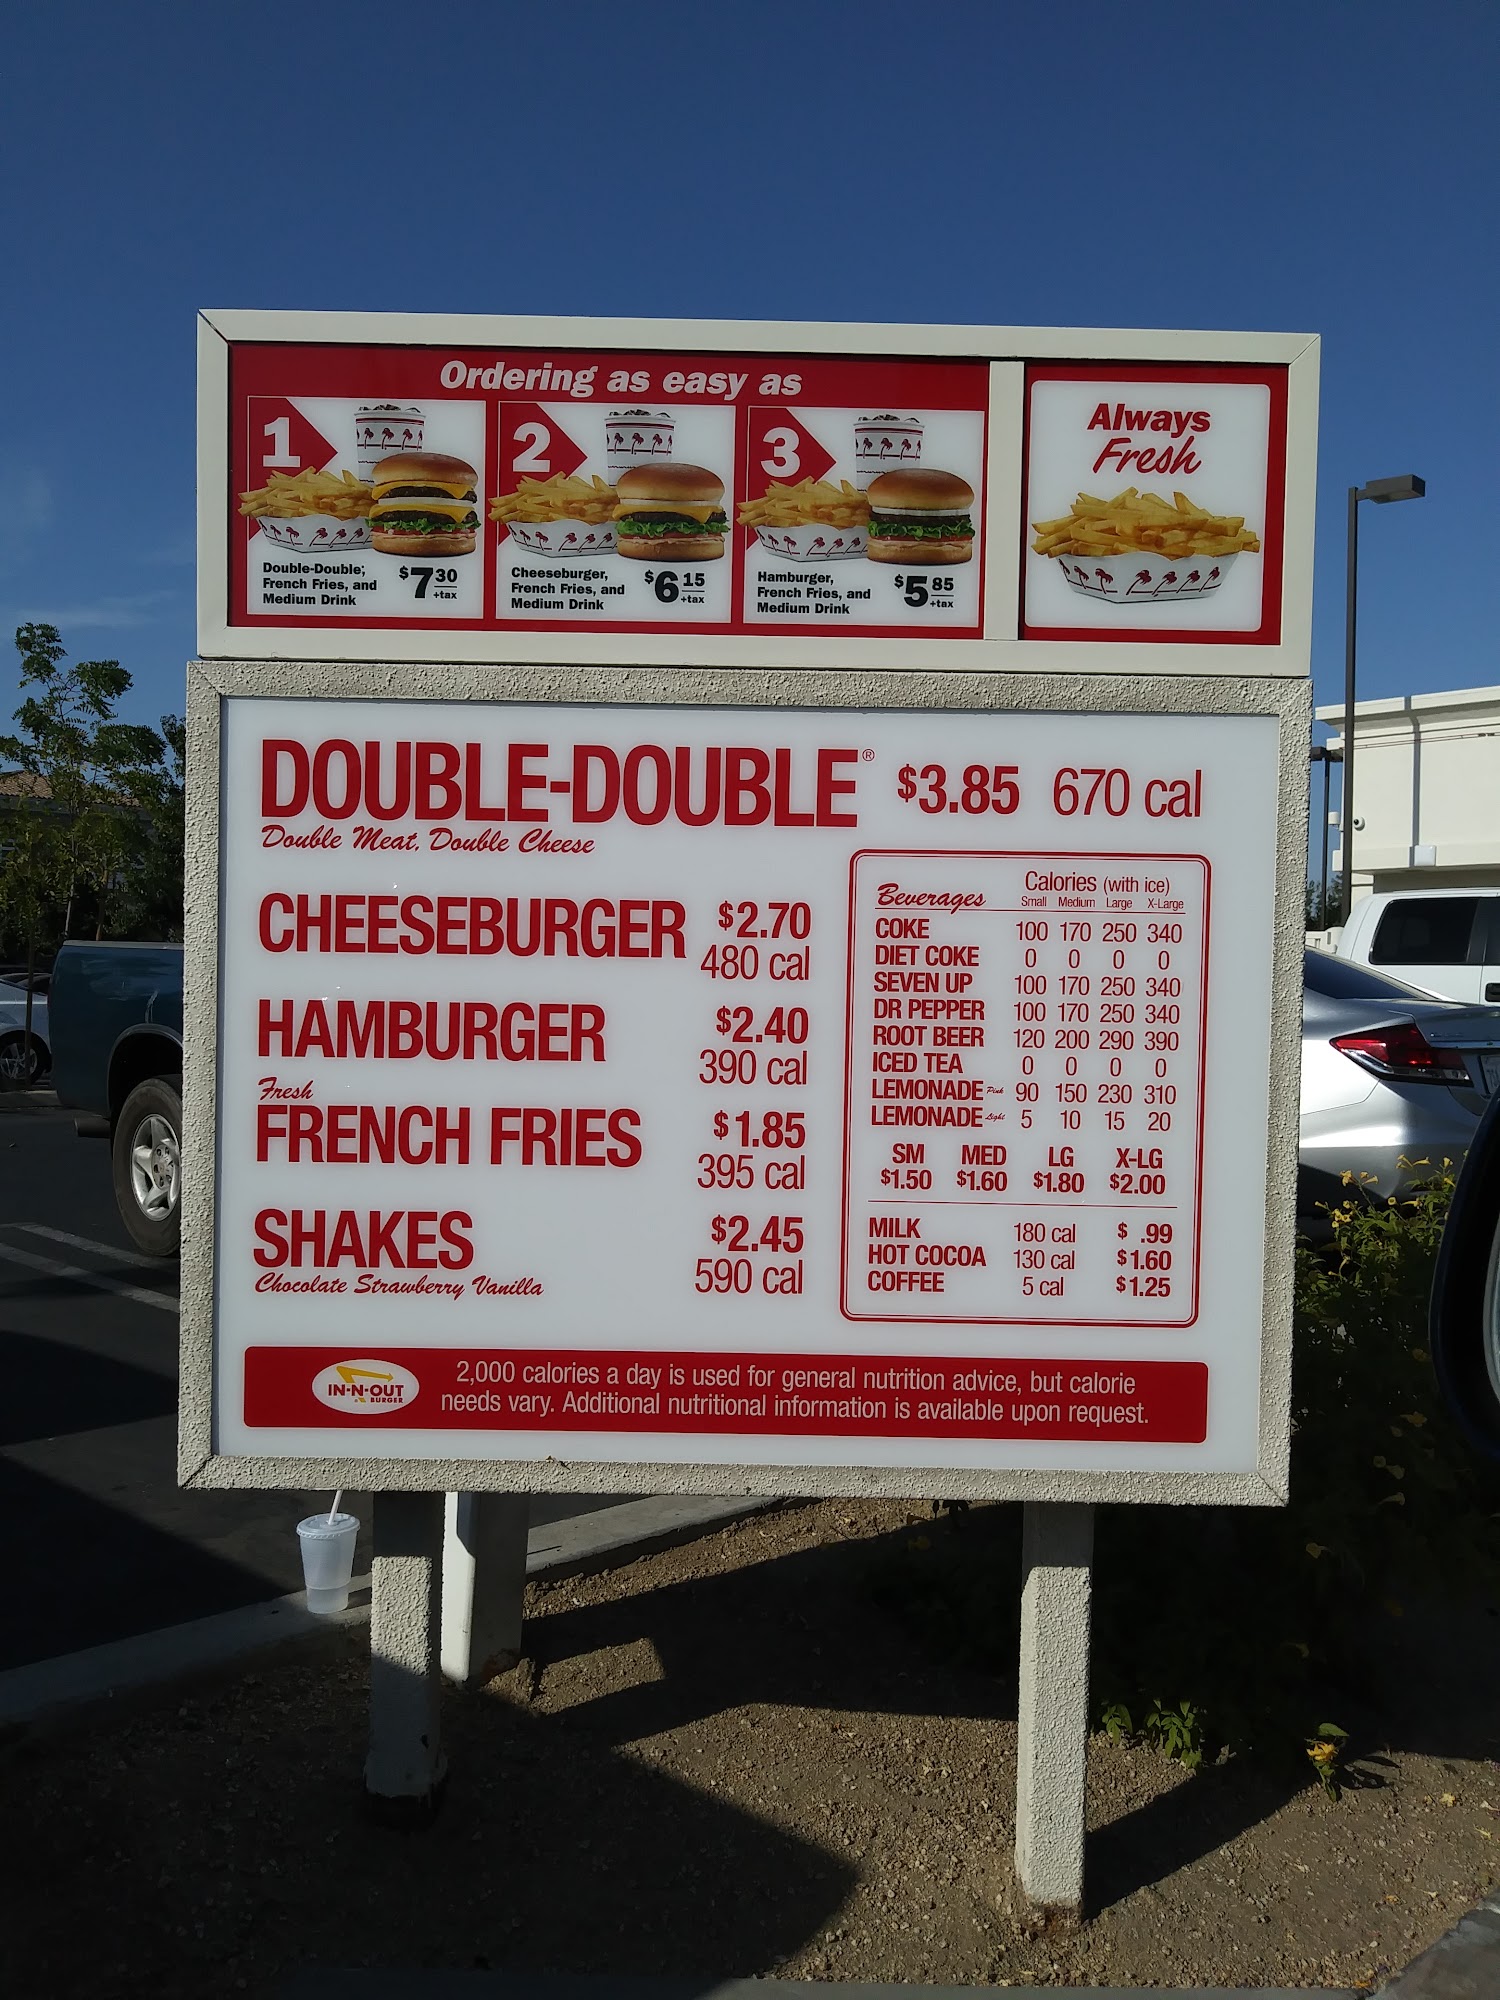 Ordering as easy as
1
Double-Double,
French Fries, and
Medium Drink
$7 30
+tax
2
Cheeseburger,
French Fries, and
Medium Drink
$6 15
+tax
3
Hamburger,
French Fries, and
Medium Drink
$5 85
+tax
Always
Fresh
DOUBLE-DOUBLE® $3.85 670 cal
Double Meat, Double Cheese
CHEESEBURGER $2.70
480 cal
HAMBURGER $2.40
390 cal
Fresh
FRENCH FRIES $1.85
395 cal
SHAKES $2.45
Chocolate Strawberry Vanilla 590 cal
Beverages Calories (with ice)
Small Medium Large X-Large
COKE 100 170 250 340
DIET COKE 0 0 0 0
SEVEN UP 100 170 250 340
DR PEPPER 100 170 250 340
ROOT BEER 120 200 290 390
ICED TEA 0 0 0 0
LEMONADE Pink 90 150 230 310
LEMONADE Light 5 10 15 20
SM MED LG X-LG
$1.50 $1.60 $1.80 $2.00
MILK 180 cal $ .99
HOT COCOA 130 cal $1.60
COFFEE 5 cal $1.25
IN-N-OUT
BURGER
2,000 calories a day is used for general nutrition advice, but calorie
needs vary. Additional nutritional information is available upon request.